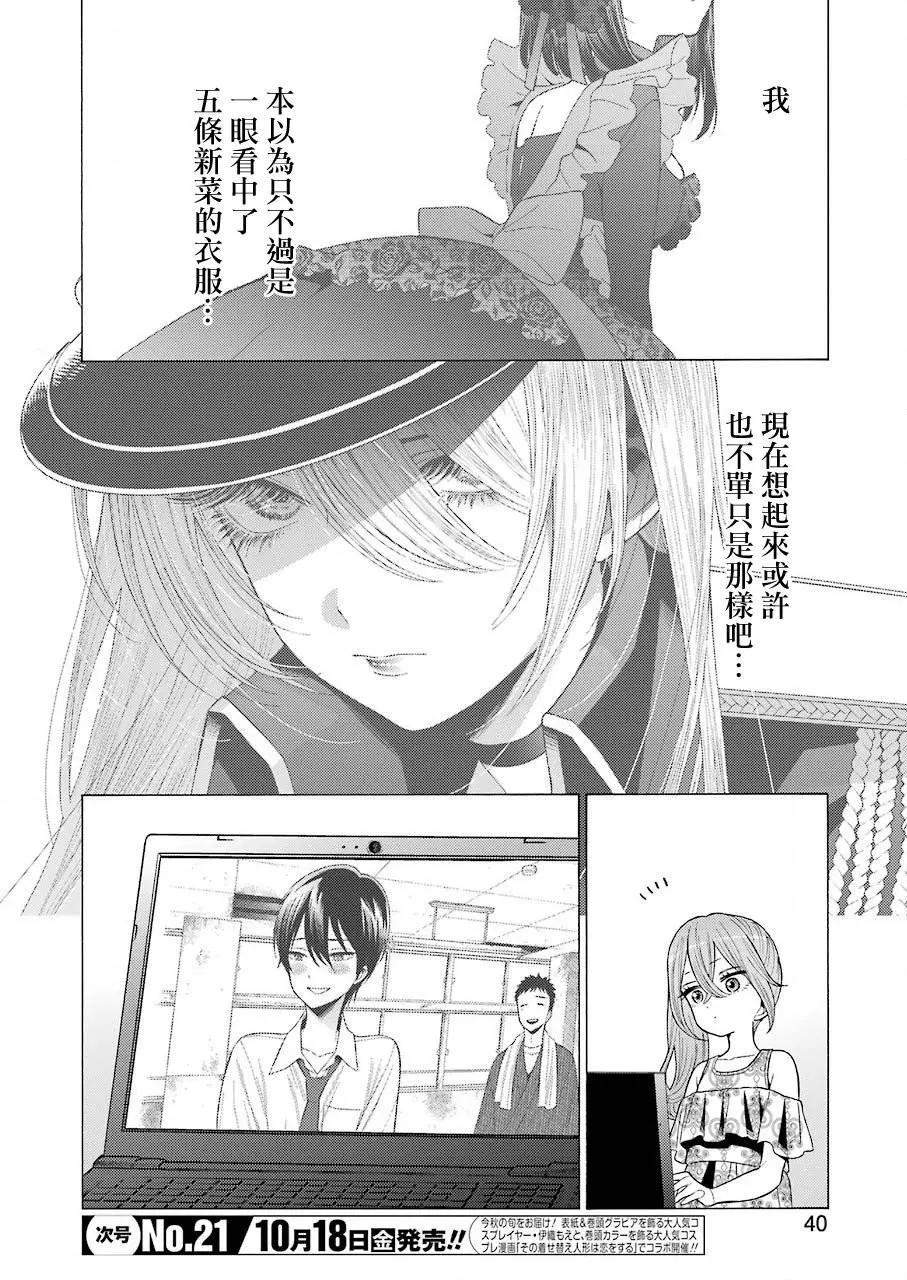 我
本以為只不過是
一眼看中了
五條新菜的衣服…
現在想起來或許
也不單只是那樣吧…
40
次号 No.21 10月18日㊎発売!!
今秋の旬をお届け! 表紙&巻頭グラビアを飾る大人気コ
スプレイヤー・伊織もえと、巻頭カラーを飾る大人気コス
プレ漫画「その着せ替え人形は恋をする」でコラボ開催!!